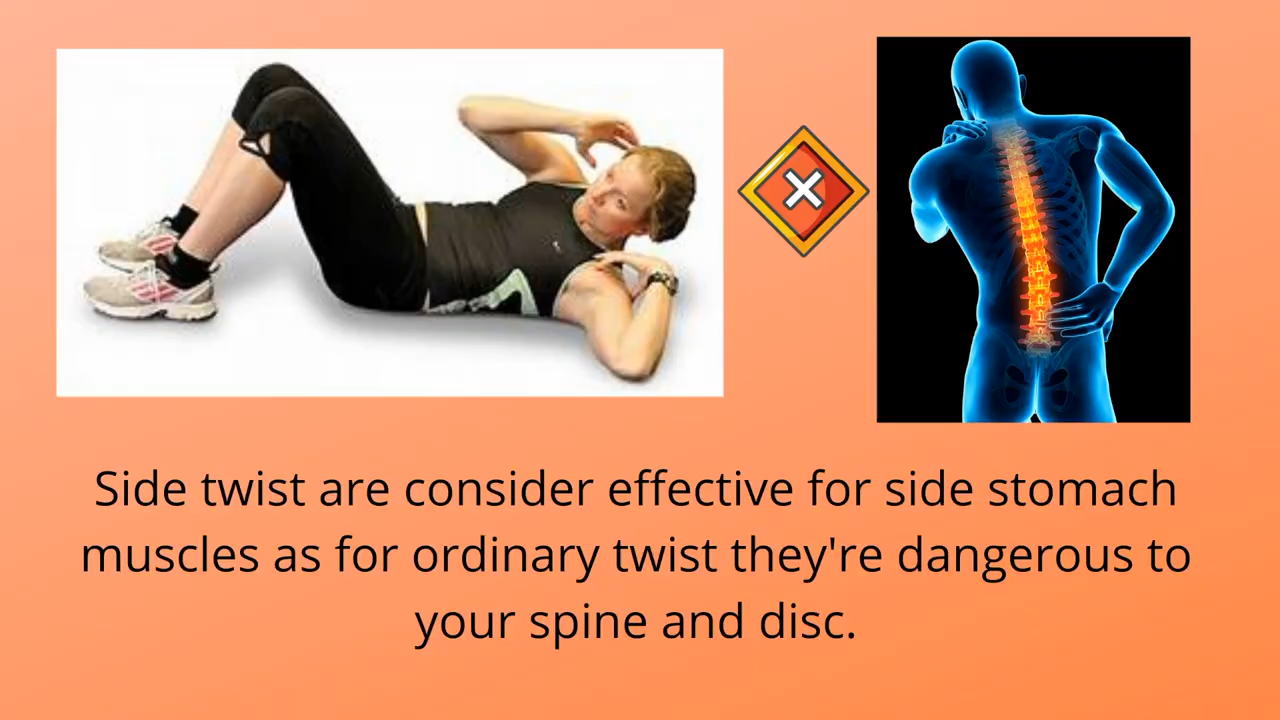 Side twist are consider effective for side stomach
muscles as for ordinary twist they're dangerous to
your spine and disc.